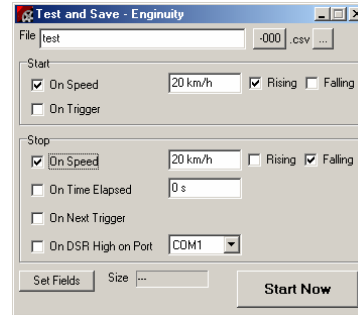 Test and Save - Enginuity
File test -000 .csv ...
Start
On Speed 20 km/h Rising Falling
On Trigger
Stop
On Speed 20 km/h Rising Falling
On Time Elapsed 0 s
On Next Trigger
On DSR High on Port COM1
Set Fields Size --- Start Now